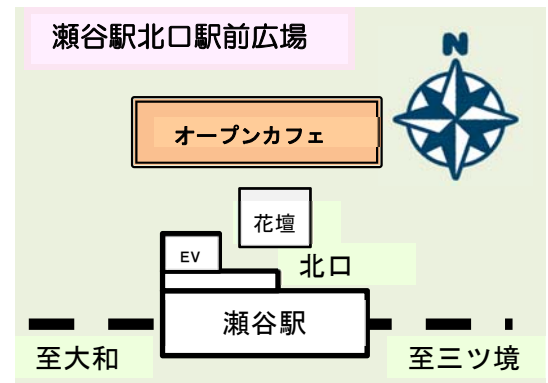 瀬谷駅北口駅前広場
N
オープンカフェ
花壇
EV
北口
瀬谷駅
至大和
至三ツ境